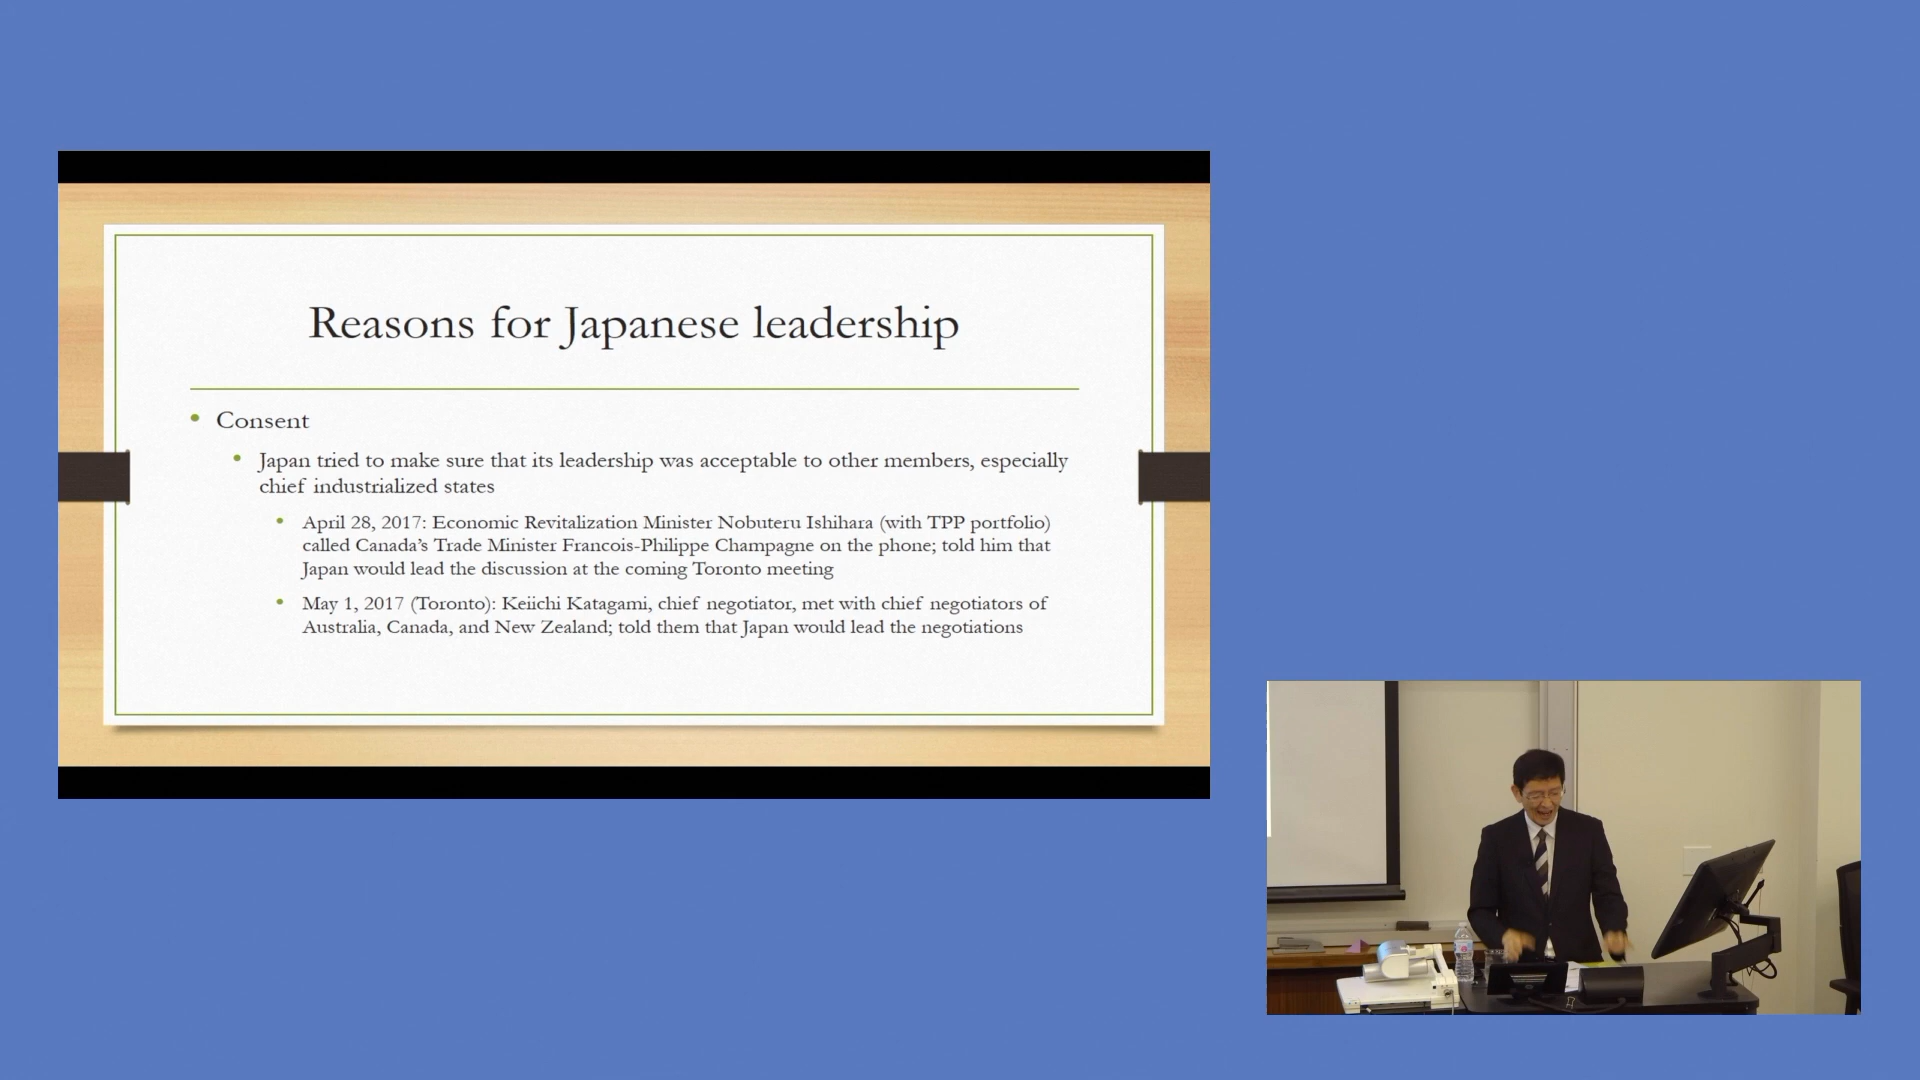 Reasons for Japanese leadership
• Consent
• Japan tried to make sure that its leadership was acceptable to other members, especially
chief industrialized states
• April 28, 2017: Economic Revitalization Minister Nobuteru Ishihara (with TPP portfolio)
called Canada’s Trade Minister Francois-Philippe Champagne on the phone; told him that
Japan would lead the discussion at the coming Toronto meeting
• May 1, 2017 (Toronto): Keiichi Katagami, chief negotiator, met with chief negotiators of
Australia, Canada, and New Zealand; told them that Japan would lead the negotiations